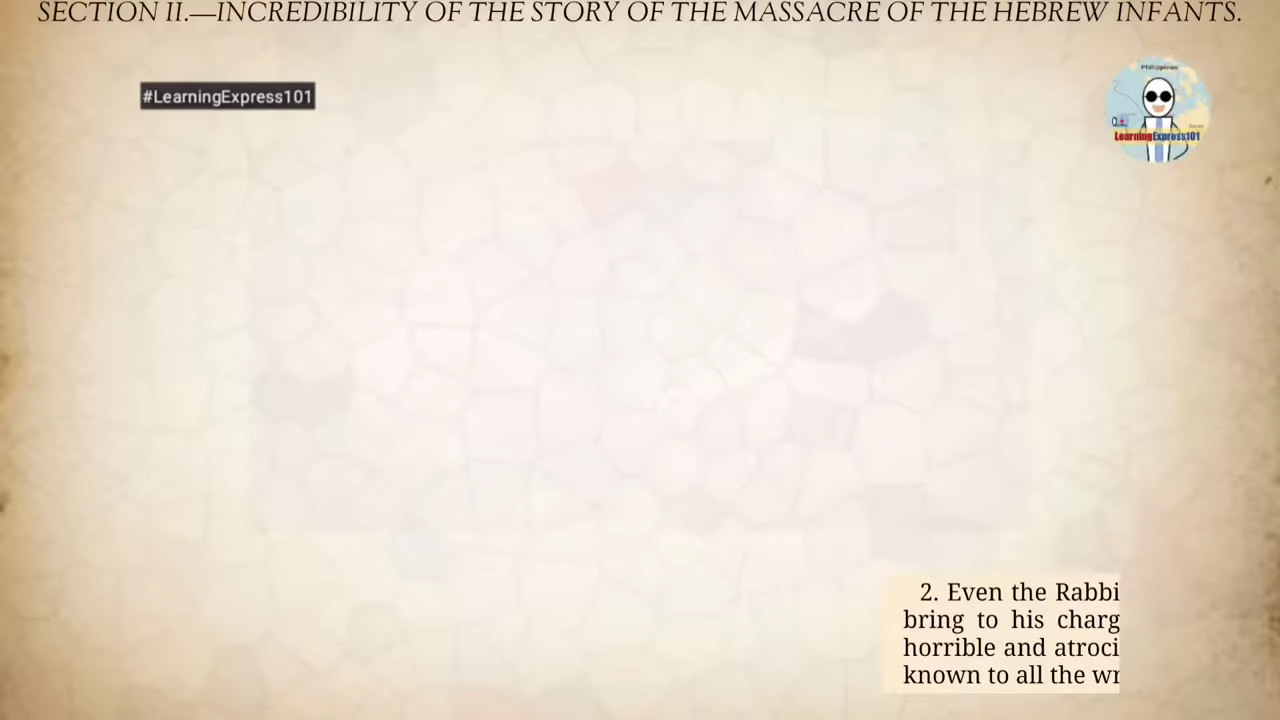 SECTION II.—INCREDIBILITY OF THE STORY OF THE MASSACRE OF THE HEBREW INFANTS.
#LearningExpress101
Philippines
LearningExpress101
2. Even the Rabbi
bring to his charg
horrible and atroci
known to all the wr